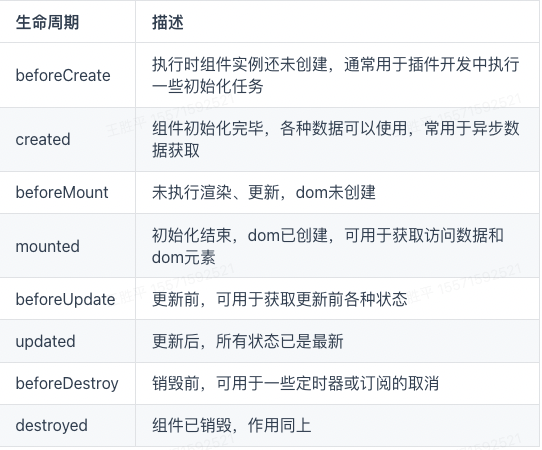 生命周期 描述
beforeCreate 执行时组件实例还未创建，通常用于插件开发中执行
一些初始化任务
created 组件初始化完毕，各种数据可以使用，常用于异步数
据获取
beforeMount 未执行渲染、更新，dom未创建
mounted 初始化结束，dom已创建，可用于获取访问数据和
dom元素
beforeUpdate 更新前，可用于获取更新前各种状态
updated 更新后，所有状态已是最新
beforeDestroy 销毁前，可用于一些定时器或订阅的取消
destroyed 组件已销毁，作用同上